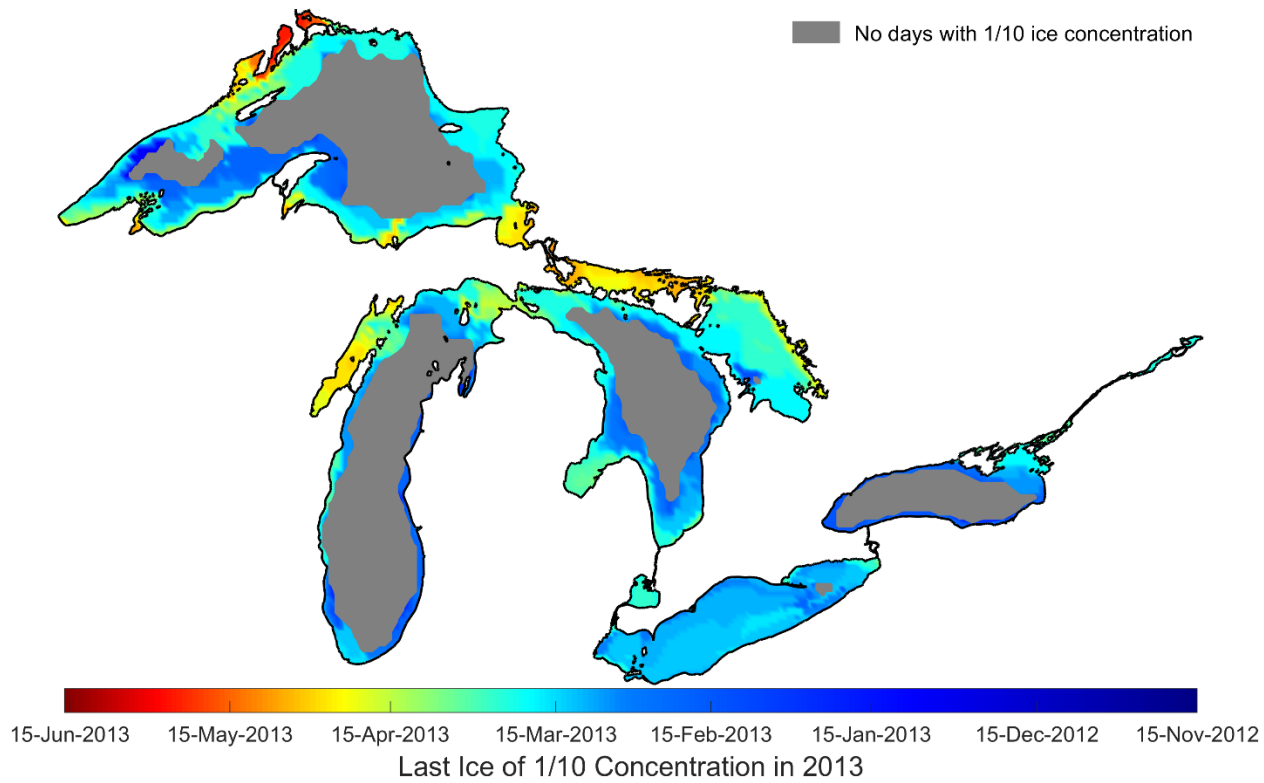 No days with 1/10 ice concentration
15-Jun-2013 15-May-2013 15-Apr-2013 15-Mar-2013 15-Feb-2013 15-Jan-2013 15-Dec-2012 15-Nov-2012
Last Ice of 1/10 Concentration in 2013